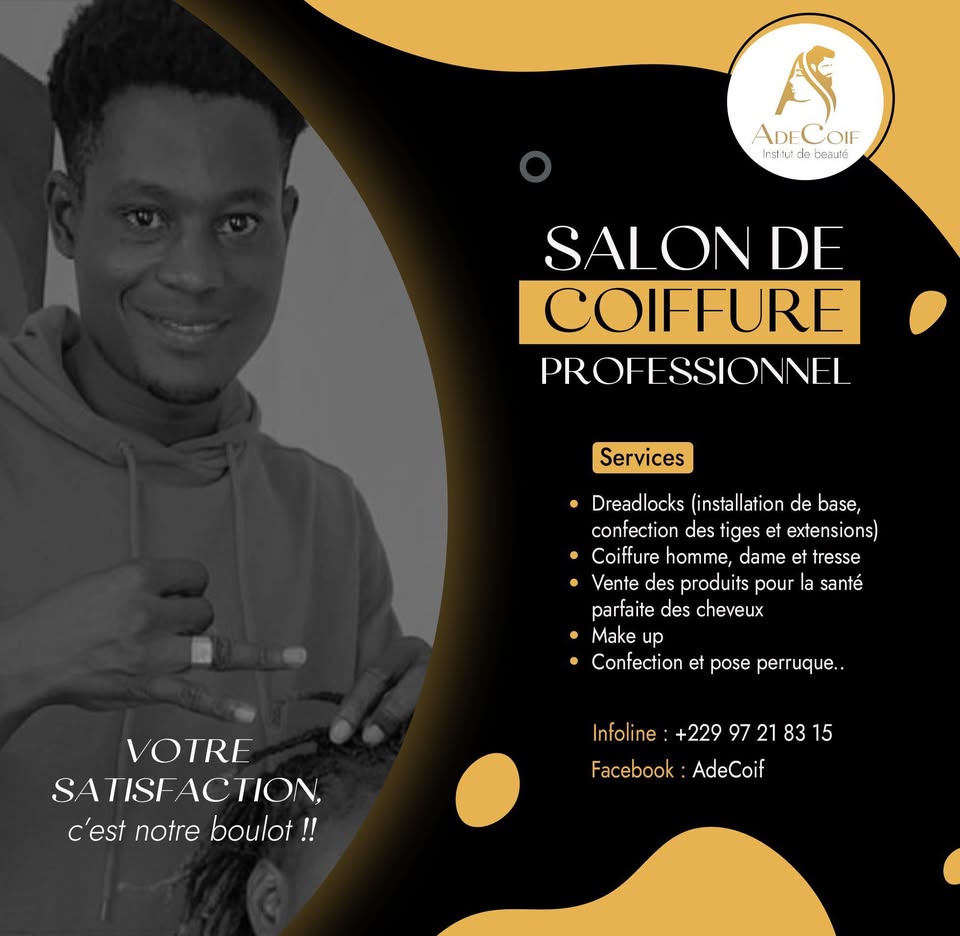 ADECOIF
Institut de beauté
SALON DE
COIFFURE
PROFESSIONNEL
Services
• Dreadlocks (installation de base,
confection des tiges et extensions)
• Coiffure homme, dame et tresse
• Vente des produits pour la santé
parfaite des cheveux
• Make up
• Confection et pose perruque..
Infoline : +229 97 21 83 15
Facebook : AdeCoif
VOTRE
SATISFACTION,
c'est notre boulot !!